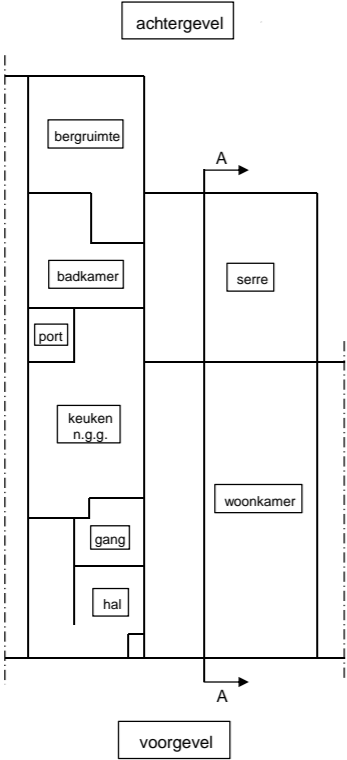 achtergevel
bergruimte
A
badkamer
serre
port
keuken
n.g.g.
woonkamer
gang
hal
A
voorgevel